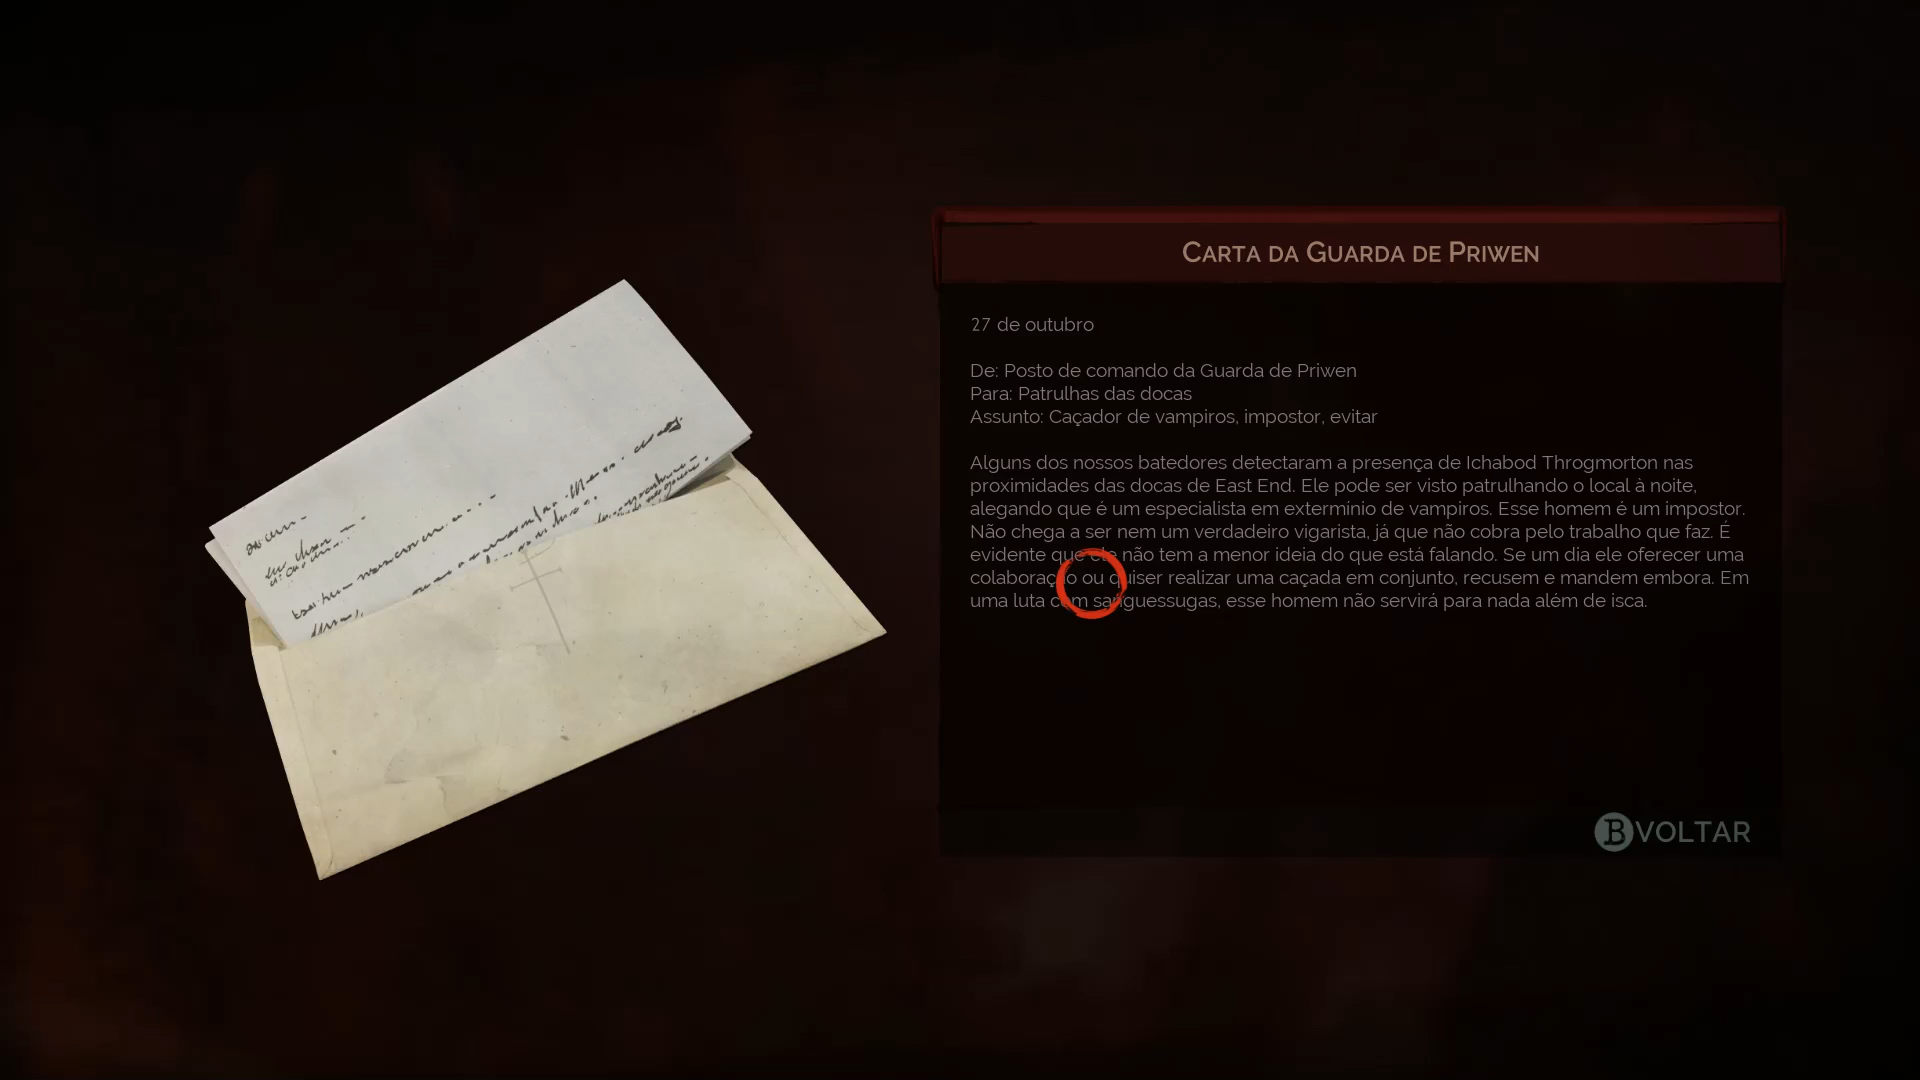 CARTA DA GUARDA DE PRIWEN
27 de outubro
De: Posto de comando da Guarda de Priwen
Para: Patrulhas das docas
Assunto: Caçador de vampiros, impostor, evitar
Alguns dos nossos batedores detectaram a presença de Ichabod Throgmorton nas
proximidades das docas de East End. Ele pode ser visto patrulhando o local à noite,
alegando que é um especialista em extermínio de vampiros. Esse homem é um impostor.
Não chega a ser nem um verdadeiro vigarista, já que não cobra pelo trabalho que faz. É
evidente que ele não tem a menor ideia do que está falando. Se um dia ele oferecer uma
colaboração ou quiser realizar uma caçada em conjunto, recusem e mandem embora. Em
uma luta com sanguessugas, esse homem não servirá para nada além de isca.
B VOLTAR